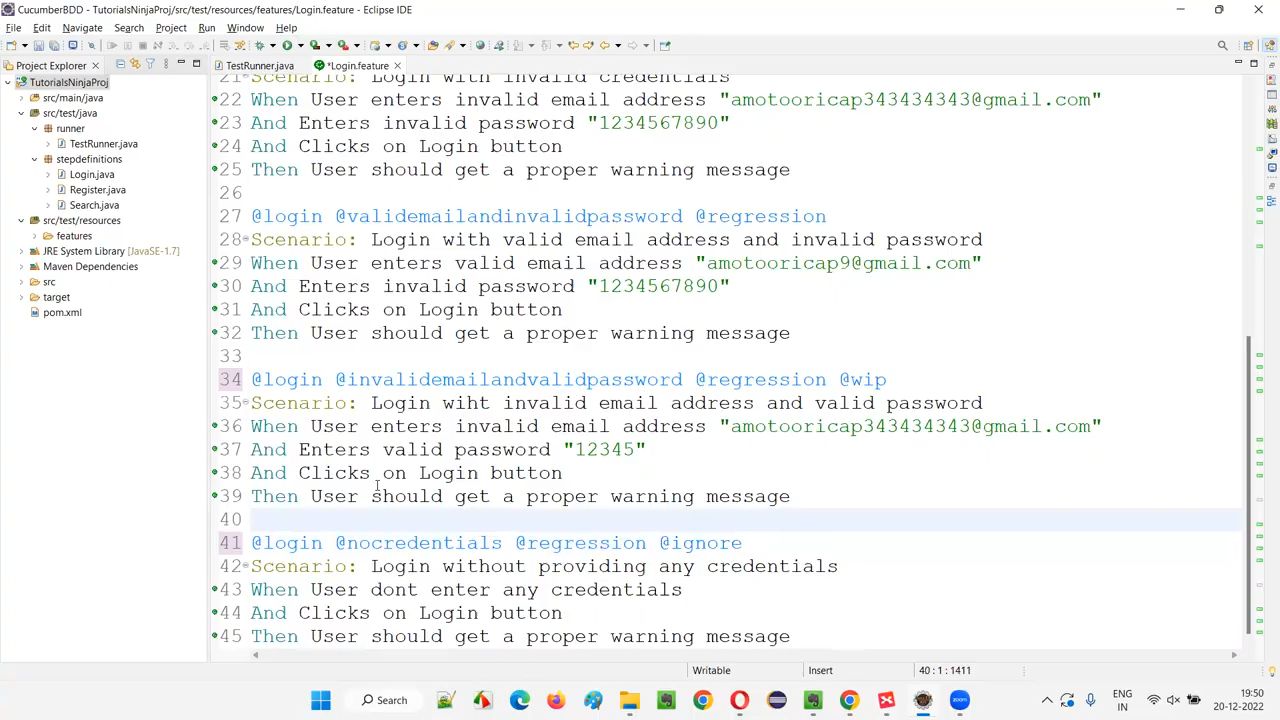 CucumberBDD - TutorialsNinjaProj/src/test/resources/features/Login.feature - Eclipse IDE
File Edit Navigate Search Project Run Window Help
Project Explorer
TestRunner.java
*Login.feature
TutorialsNinjaProj
src/main/java
src/test/java
runner
TestRunner.java
stepdefinitions
Login.java
Register.java
Search.java
src/test/resources
features
JRE System Library [JavaSE-1.7]
Maven Dependencies
src
target
pom.xml
21 Scenario: Login with invalid credentials
22 When User enters invalid email address "amotooricap343434343@gmail.com"
23 And Enters invalid password "1234567890"
24 And Clicks on Login button
25 Then User should get a proper warning message
26
27 @login @validemailandinvalidpassword @regression
28 Scenario: Login with valid email address and invalid password
29 When User enters valid email address "amotooricap9@gmail.com"
30 And Enters invalid password "1234567890"
31 And Clicks on Login button
32 Then User should get a proper warning message
33
34 @login @invalidemailandvalidpassword @regression @wip
35 Scenario: Login wiht invalid email address and valid password
36 When User enters invalid email address "amotooricap343434343@gmail.com"
37 And Enters valid password "12345"
38 And Clicks on Login button
39 Then User should get a proper warning message
40
41 @login @nocredentials @regression @ignore
42 Scenario: Login without providing any credentials
43 When User dont enter any credentials
44 And Clicks on Login button
45 Then User should get a proper warning message
Writable Insert 40 : 1 : 1411
Search
ENG
IN
19:50
20-12-2022